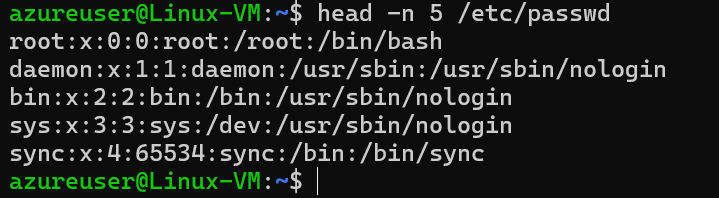 azureuser@Linux-VM:~$ head -n 5 /etc/passwd
root:x:0:0:root:/root:/bin/bash
daemon:x:1:1:daemon:/usr/sbin:/usr/sbin/nologin
bin:x:2:2:bin:/bin:/usr/sbin/nologin
sys:x:3:3:sys:/dev:/usr/sbin/nologin
sync:x:4:65534:sync:/bin:/bin/sync
azureuser@Linux-VM:~$